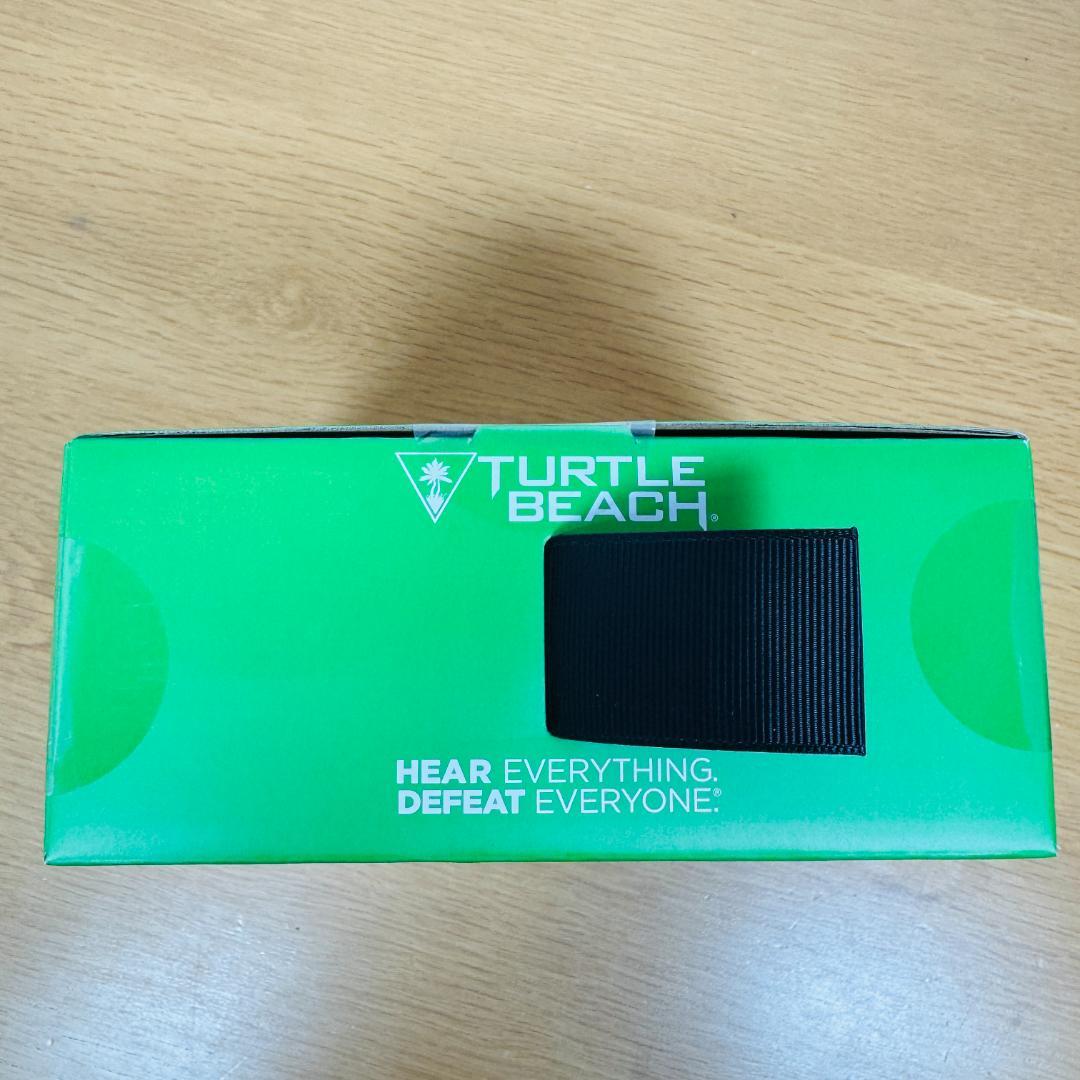 TURTLE
BEACH®
HEAR EVERYTHING.
DEFEAT EVERYONE.®